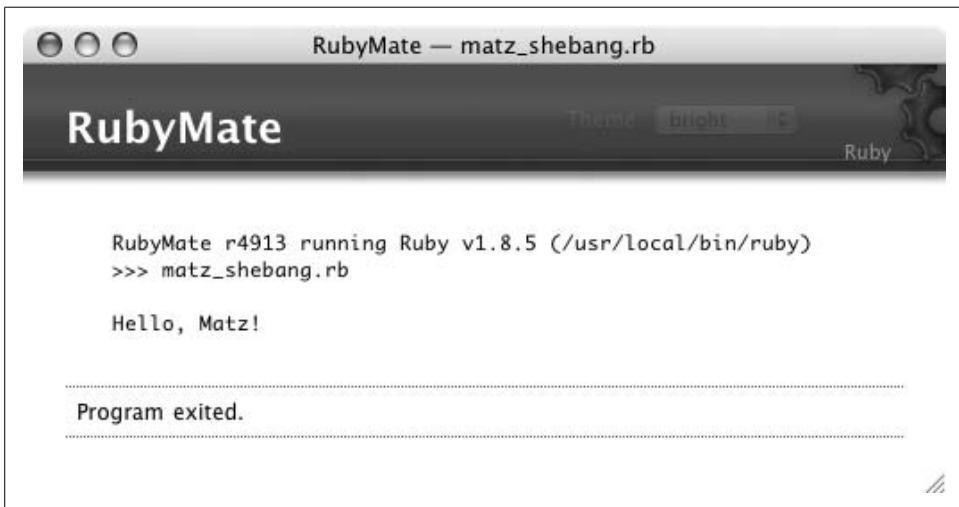 RubyMate — matz_shebang.rb
RubyMate
Theme bright
Ruby
RubyMate r4913 running Ruby v1.8.5 (/usr/local/bin/ruby)
>>> matz_shebang.rb
Hello, Matz!
Program exited.